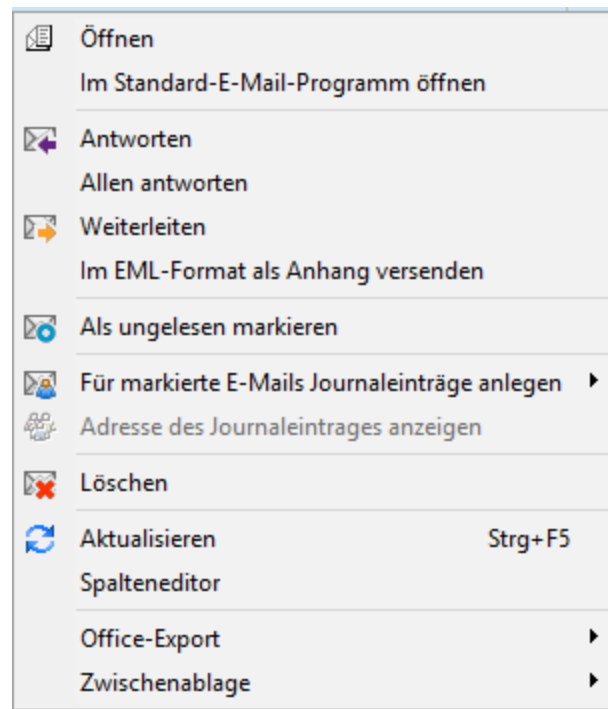 Öffnen
Im Standard-E-Mail-Programm öffnen
Antworten
Allen antworten
Weiterleiten
Im EML-Format als Anhang versenden
Als ungelesen markieren
Für markierte E-Mails Journaleinträge anlegen
Adresse des Journaleintrages anzeigen
Löschen
Aktualisieren Strg+F5
Spalteneditor
Office-Export
Zwischenablage